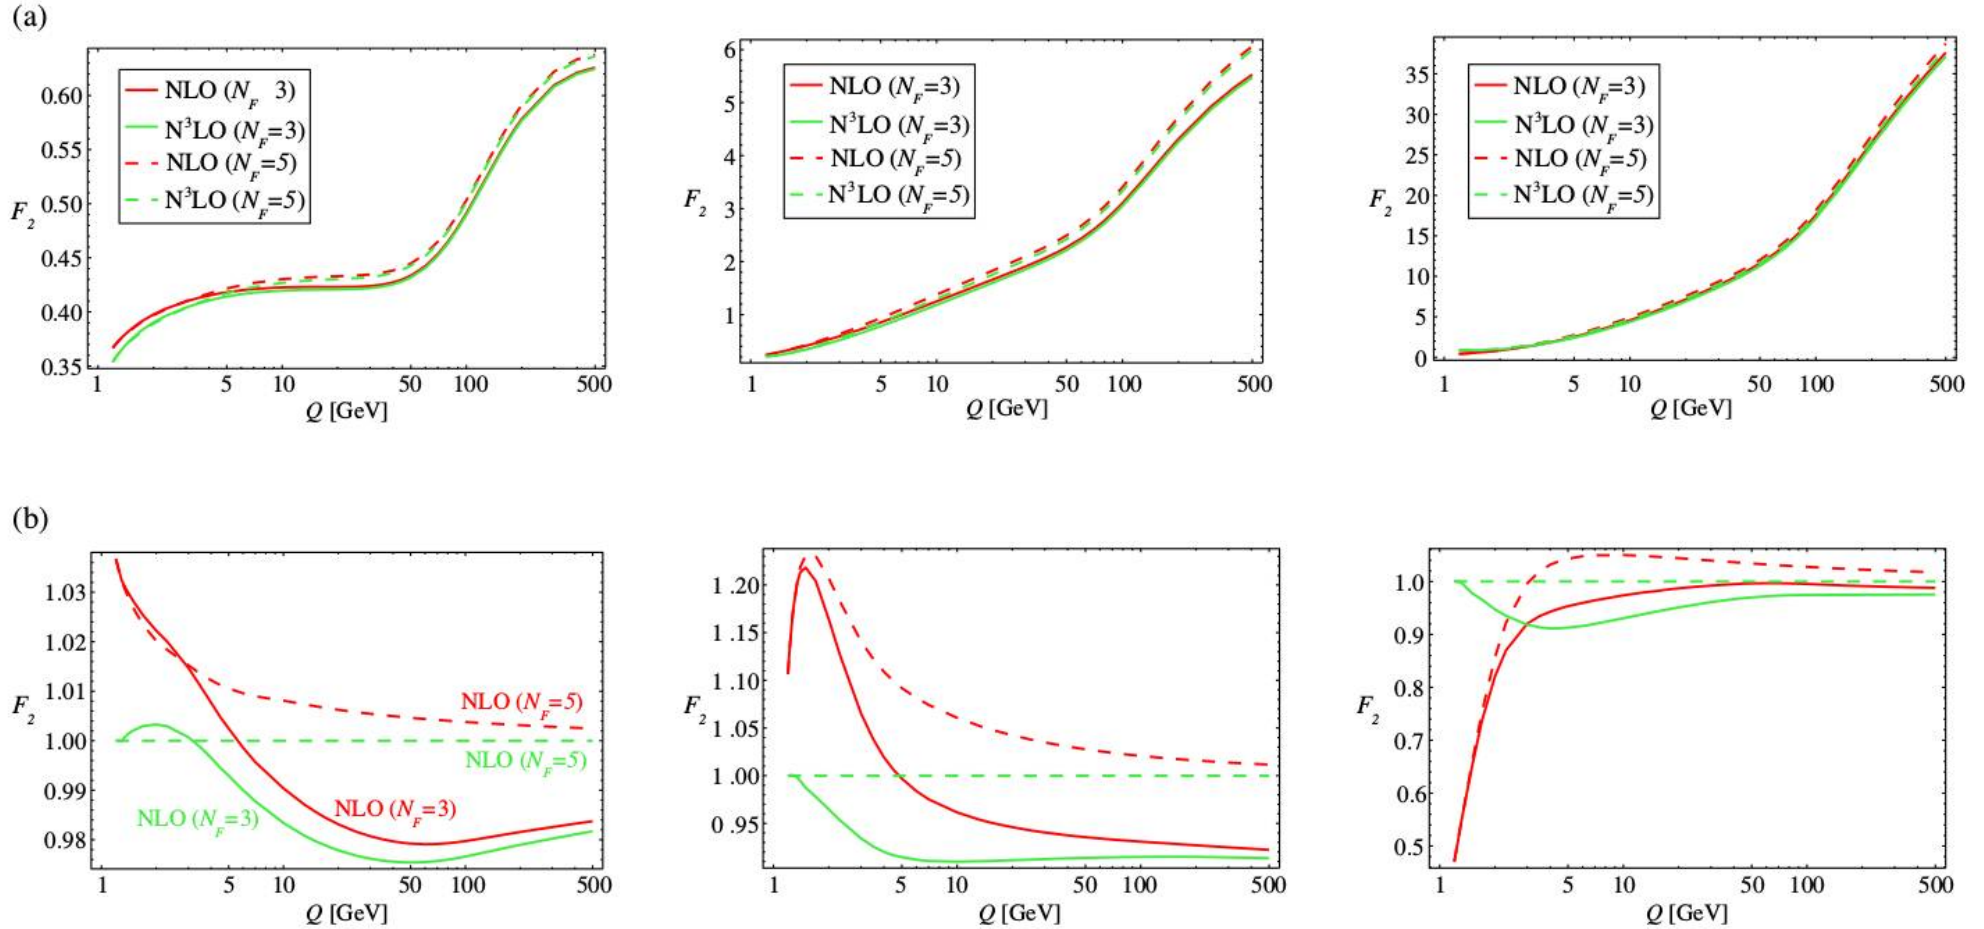 (a)
NLO (N_F 3)
N³LO (N_F=3)
NLO (N_F=5)
N³LO (N_F=5)
F₂
0.60
0.55
0.50
0.45
0.40
0.35
1 5 10 50 100 500
Q [GeV]
NLO (N_F=3)
N³LO (N_F=3)
NLO (N_F=5)
N³LO (N_F=5)
F₂
6
5
4
3
2
1
1 5 10 50 100 500
Q [GeV]
NLO (N_F=3)
N³LO (N_F=3)
NLO (N_F=5)
N³LO (N_F=5)
F₂
35
30
25
20
15
10
5
0
1 5 10 50 100 500
Q [GeV]
(b)
F₂
1.03
1.02
1.01
1.00
0.99
0.98
NLO (N_F=5)
NLO (N_F=5)
NLO (N_F=3)
NLO (N_F=3)
1 5 10 50 100 500
Q [GeV]
F₂
1.20
1.15
1.10
1.05
1.00
0.95
1 5 10 50 100 500
Q [GeV]
F₂
1.0
0.9
0.8
0.7
0.6
0.5
1 5 10 50 100 500
Q [GeV]